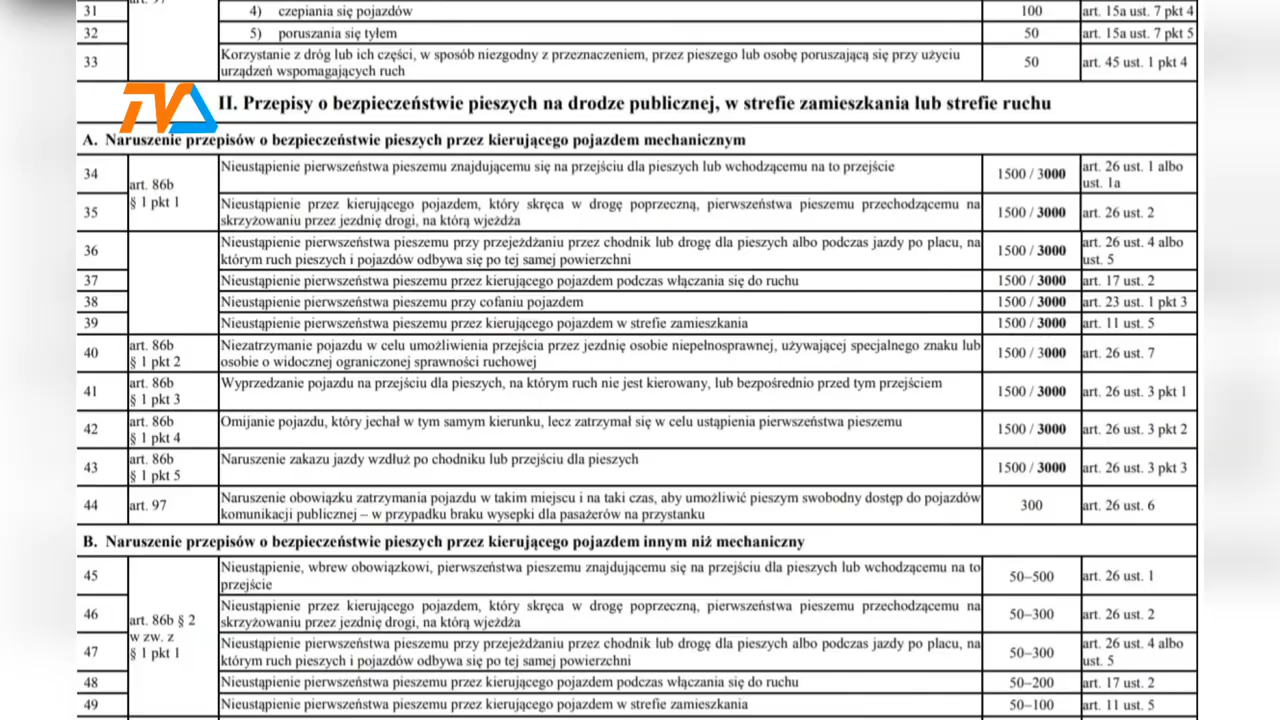 art. 97
31 4) czepiania się pojazdów 100 art. 15a ust. 7 pkt 4
32 5) poruszania się tyłem 50 art. 15a ust. 7 pkt 5
33 Korzystanie z dróg lub ich części, w sposób niezgodny z przeznaczeniem, przez pieszego lub osobę poruszającą się przy użyciu
urządzeń wspomagających ruch 50 art. 45 ust. 1 pkt 4
TVA
II. Przepisy o bezpieczeństwie pieszych na drodze publicznej, w strefie zamieszkania lub strefie ruchu
A. Naruszenie przepisów o bezpieczeństwie pieszych przez kierującego pojazdem mechanicznym
34 art. 86b
§ 1 pkt 1 Nieustąpienie pierwszeństwa pieszemu znajdującemu się na przejściu dla pieszych lub wchodzącemu na to przejście 1500 / 3000 art. 26 ust. 1 albo
ust. 1a
35 Nieustąpienie przez kierującego pojazdem, który skręca w drogę poprzeczną, pierwszeństwa pieszemu przechodzącemu na
skrzyżowaniu przez jezdnię drogi, na którą wjeżdża 1500 / 3000 art. 26 ust. 2
36 Nieustąpienie pierwszeństwa pieszemu przy przejeżdżaniu przez chodnik lub drogę dla pieszych albo podczas jazdy po placu, na
którym ruch pieszych i pojazdów odbywa się po tej samej powierzchni 1500 / 3000 art. 26 ust. 4 albo
ust. 5
37 Nieustąpienie pierwszeństwa pieszemu przez kierującego pojazdem podczas włączania się do ruchu 1500 / 3000 art. 17 ust. 2
38 Nieustąpienie pierwszeństwa pieszemu przy cofaniu pojazdem 1500 / 3000 art. 23 ust. 1 pkt 3
39 Nieustąpienie pierwszeństwa pieszemu przez kierującego pojazdem w strefie zamieszkania 1500 / 3000 art. 11 ust. 5
40 art. 86b
§ 1 pkt 2 Niezatrzymanie pojazdu w celu umożliwienia przejścia przez jezdnię osobie niepełnosprawnej, używającej specjalnego znaku lub
osobie o widocznej ograniczonej sprawności ruchowej 1500 / 3000 art. 26 ust. 7
41 art. 86b
§ 1 pkt 3 Wyprzedzanie pojazdu na przejściu dla pieszych, na którym ruch nie jest kierowany, lub bezpośrednio przed tym przejściem 1500 / 3000 art. 26 ust. 3 pkt 1
42 art. 86b
§ 1 pkt 4 Omijanie pojazdu, który jechał w tym samym kierunku, lecz zatrzymał się w celu ustąpienia pierwszeństwa pieszemu 1500 / 3000 art. 26 ust. 3 pkt 2
43 art. 86b
§ 1 pkt 5 Naruszenie zakazu jazdy wzdłuż po chodniku lub przejściu dla pieszych 1500 / 3000 art. 26 ust. 3 pkt 3
44 art. 97 Naruszenie obowiązku zatrzymania pojazdu w takim miejscu i na taki czas, aby umożliwić pieszym swobodny dostęp do pojazdów
komunikacji publicznej – w przypadku braku wysepki dla pasażerów na przystanku 300 art. 26 ust. 6
B. Naruszenie przepisów o bezpieczeństwie pieszych przez kierującego pojazdem innym niż mechaniczny
45 Nieustąpienie, wbrew obowiązkowi, pierwszeństwa pieszemu znajdującemu się na przejściu dla pieszych lub wchodzącemu na to
przejście 50–500 art. 26 ust. 1
46 art. 86b § 2
w zw. z
§ 1 pkt 1 Nieustąpienie przez kierującego pojazdem, który skręca w drogę poprzeczną, pierwszeństwa pieszemu przechodzącemu na
skrzyżowaniu przez jezdnię drogi, na którą wjeżdża 50–300 art. 26 ust. 2
47 Nieustąpienie pierwszeństwa pieszemu przy przejeżdżaniu przez chodnik lub drogę dla pieszych albo podczas jazdy po placu, na
którym ruch pieszych i pojazdów odbywa się po tej samej powierzchni 50–300 art. 26 ust. 4 albo
ust. 5
48 Nieustąpienie pierwszeństwa pieszemu przez kierującego pojazdem podczas włączania się do ruchu 50–200 art. 17 ust. 2
49 Nieustąpienie pierwszeństwa pieszemu przez kierującego pojazdem w strefie zamieszkania 50–100 art. 11 ust. 5